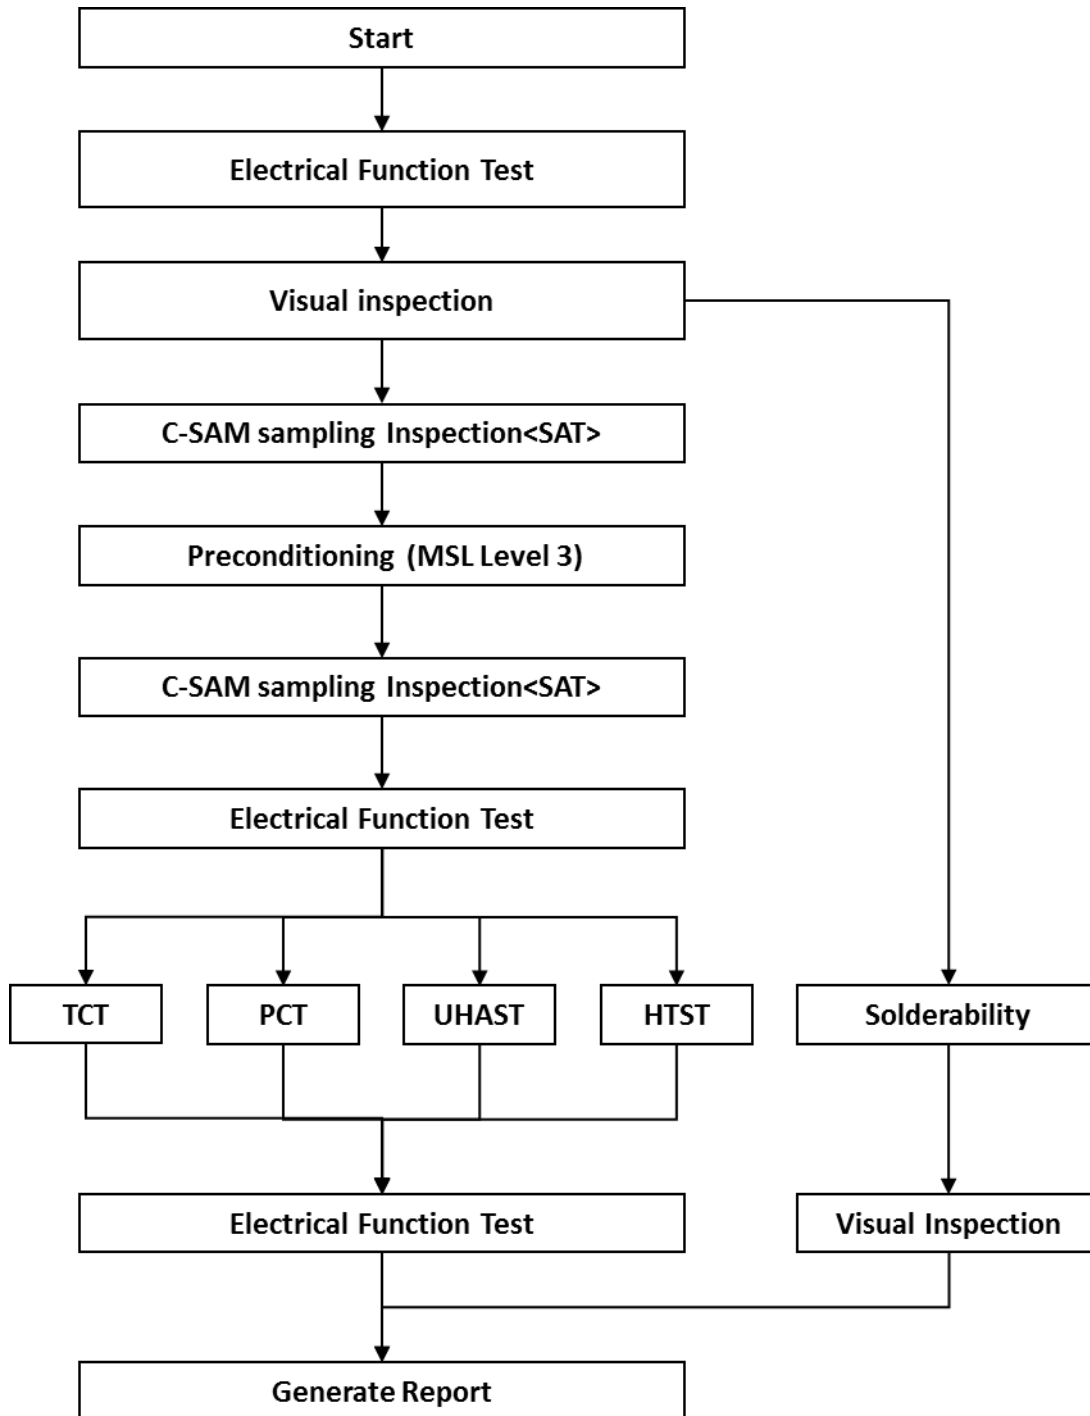 Start
Electrical Function Test
Visual inspection
C-SAM sampling Inspection<SAT>
Preconditioning (MSL Level 3)
C-SAM sampling Inspection<SAT>
Electrical Function Test
TCT
PCT
UHAST
HTST
Solderability
Electrical Function Test
Visual Inspection
Generate Report